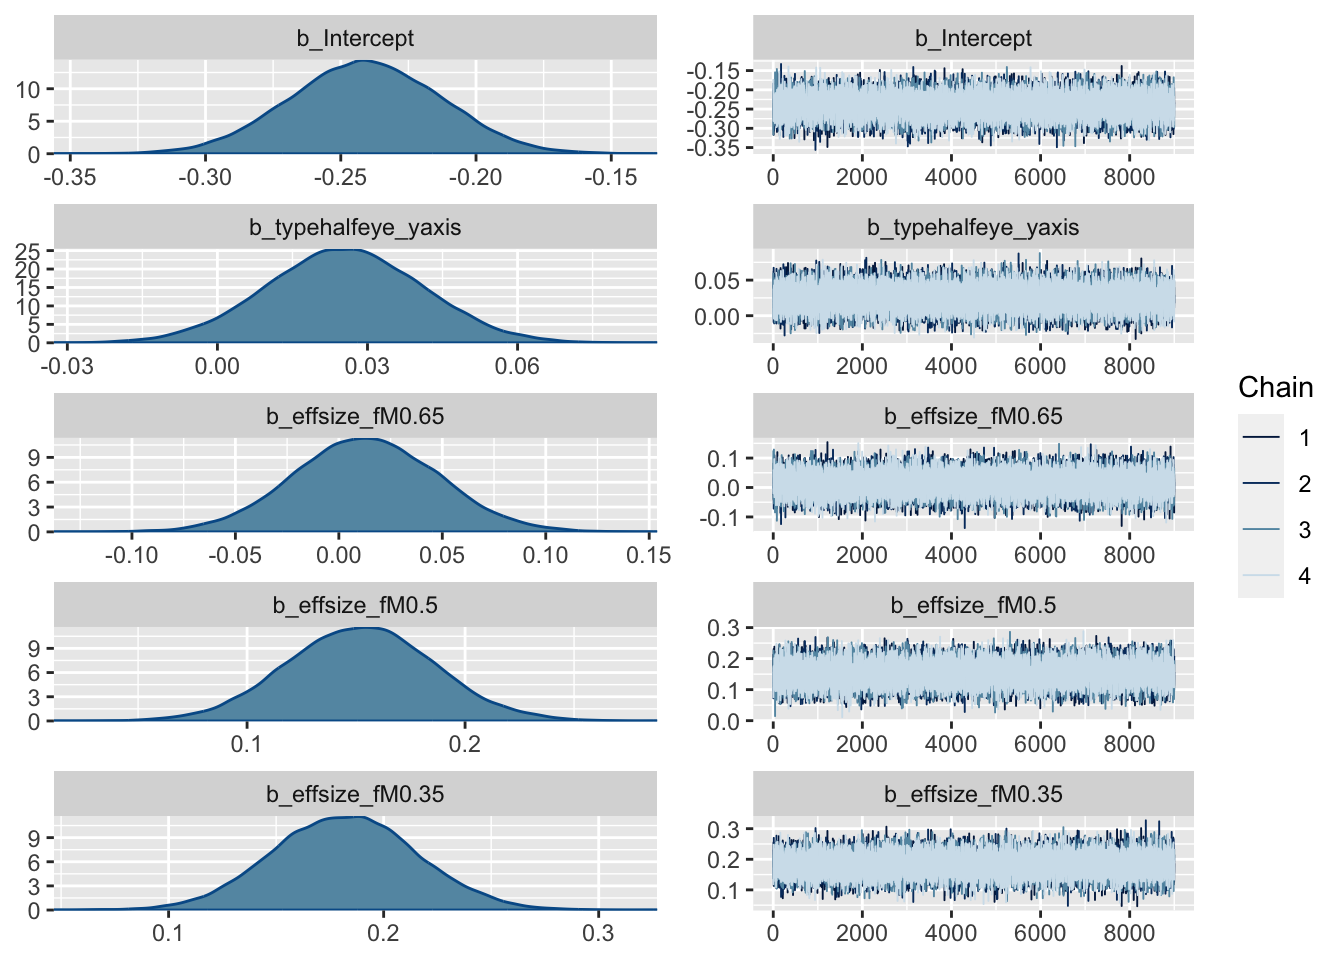 b_Intercept
10
5
0
-0.35 -0.30 -0.25 -0.20 -0.15
b_Intercept
-0.15
-0.20
-0.25
-0.30
-0.35
0 2000 4000 6000 8000
b_typehalfeye_yaxis
25
20
15
10
5
0
-0.03 0.00 0.03 0.06
b_typehalfeye_yaxis
0.05
0.00
0 2000 4000 6000 8000
b_effsize_fM0.65
9
6
3
0
-0.10 -0.05 0.00 0.05 0.10 0.15
b_effsize_fM0.65
0.1
0.0
-0.1
0 2000 4000 6000 8000
b_effsize_fM0.5
9
6
3
0
0.1 0.2
b_effsize_fM0.5
0.3
0.2
0.1
0.0
0 2000 4000 6000 8000
b_effsize_fM0.35
9
6
3
0
0.1 0.2 0.3
b_effsize_fM0.35
0.3
0.2
0.1
0 2000 4000 6000 8000
Chain
1
2
3
4